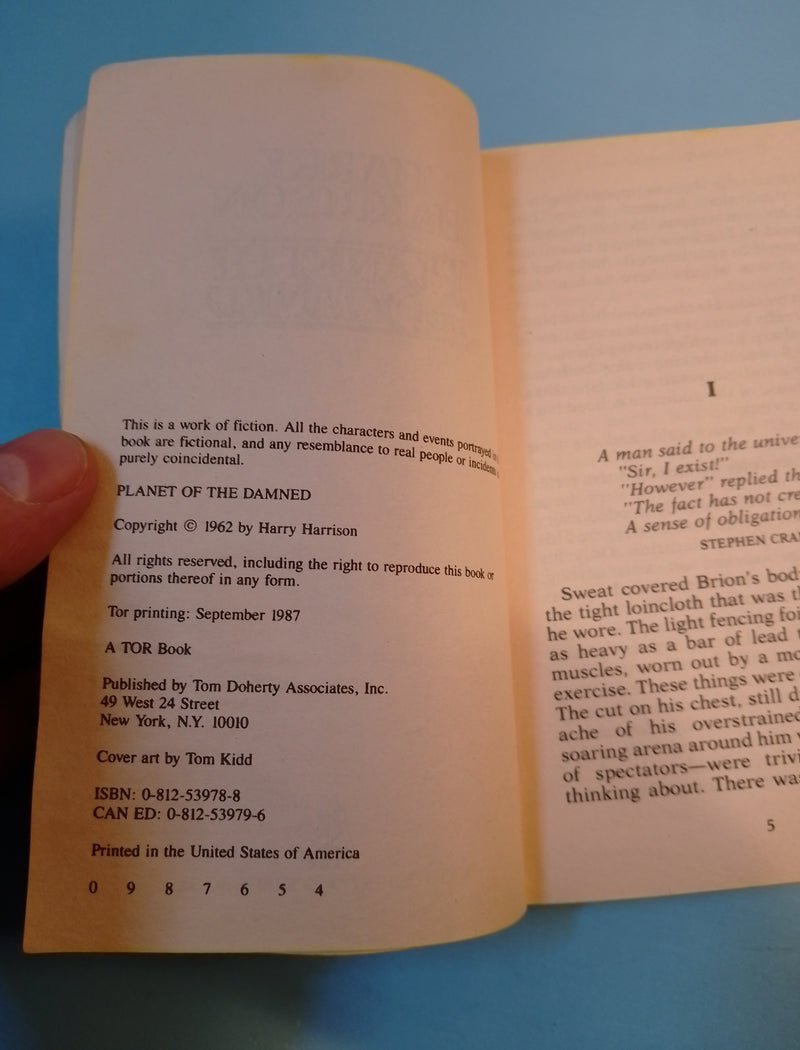 This is a work of fiction. All the characters and events portrayed
book are fictional, and any resemblance to real people or incidents
purely coincidental.
PLANET OF THE DAMNED
Copyright © 1962 by Harry Harrison
All rights reserved, including the right to reproduce this book or
portions thereof in any form.
Tor printing: September 1987
A TOR Book
Published by Tom Doherty Associates, Inc.
49 West 24 Street
New York, N.Y. 10010
Cover art by Tom Kidd
ISBN: 0-812-53978-8
CAN ED: 0-812-53979-6
Printed in the United States of America
0 9 8 7 6 5 4
I
A man said to the unive
"Sir, I exist!"
"However" replied th
"The fact has not cre
A sense of obligation
STEPHEN CRA
Sweat covered Brion's bod
the tight loincloth that was t
he wore. The light fencing foi
as heavy as a bar of lead
muscles, worn out by a mo
exercise. These things were
The cut on his chest, still d
ache of his overstrained
soaring arena around him
of spectators—were trivi
thinking about. There wa
5